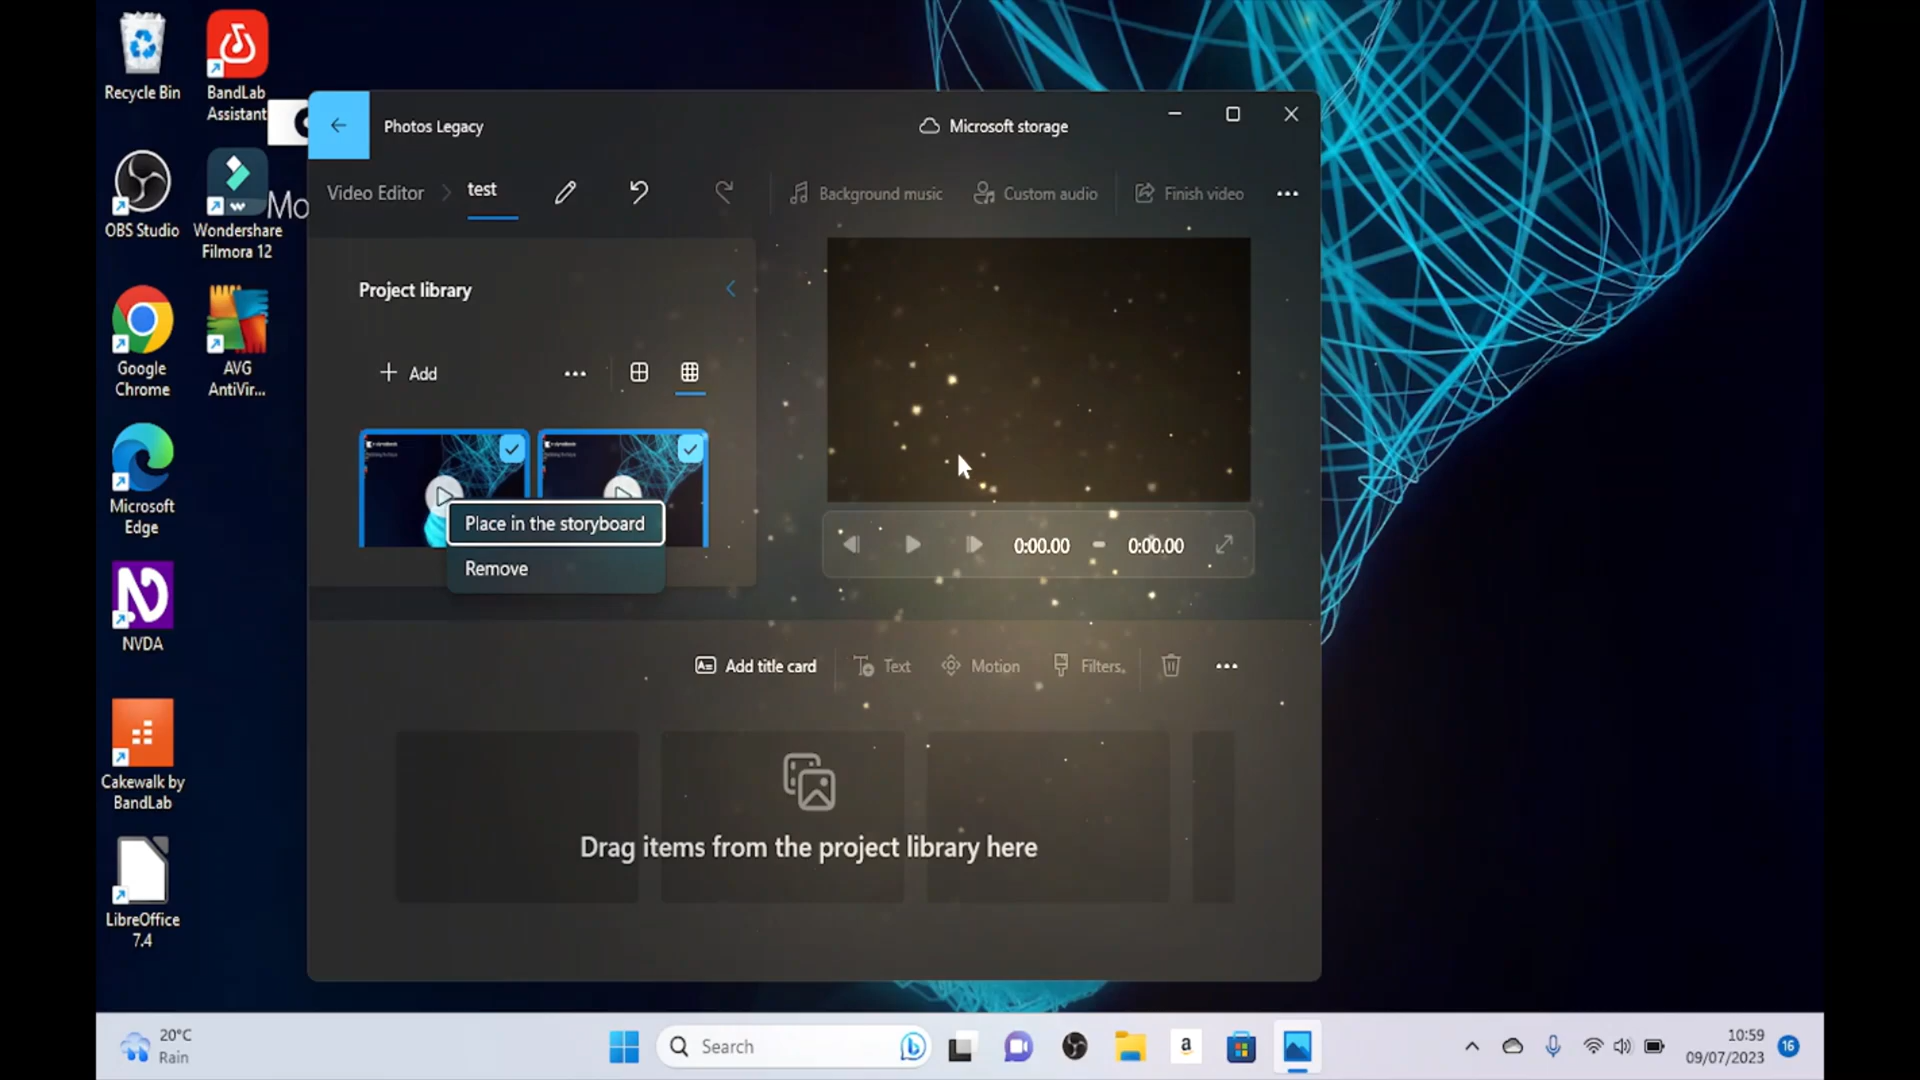 Recycle Bin
BandLab
Assistant
OBS Studio
Wondershare
Filmora 12
Mo
Google
Chrome
AVG
AntiVir...
Microsoft
Edge
NVDA
Cakewalk by
BandLab
LibreOffice
7.4
Photos Legacy
Microsoft storage
Video Editor
test
Background music
Custom audio
Finish video
Project library
Add
Place in the storyboard
Remove
0:00.00
0:00.00
Add title card
Text
Motion
Filters
Drag items from the project library here
20°C
Rain
Search
10:59
09/07/2023
16